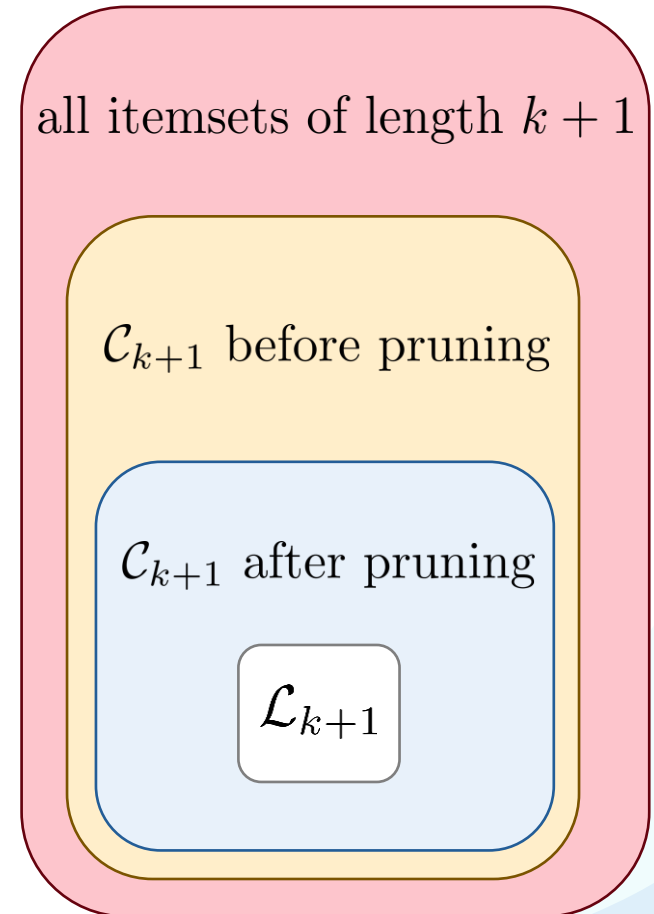 all itemsets of length k + 1
𝒞ₖ₊₁ before pruning
𝒞ₖ₊₁ after pruning
ℒₖ₊₁